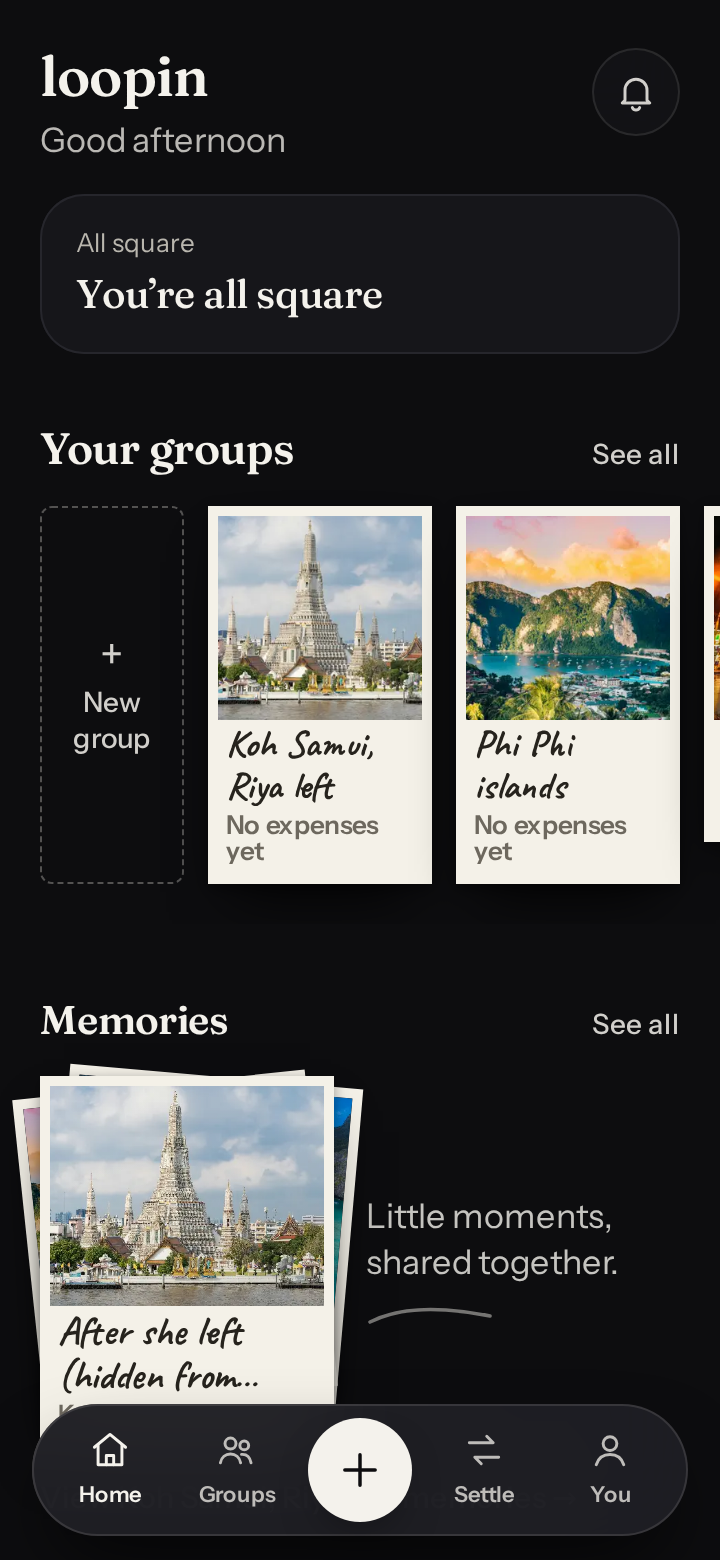 loopin
Good afternoon
All square
You’re all square
Your groups
See all
+
New
group
Koh Samui,
Riya left
No expenses
yet
Phi Phi
islands
No expenses
yet
Memories
See all
Little moments,
shared together.
After she left
(hidden from...
Home
Groups
Settle
You